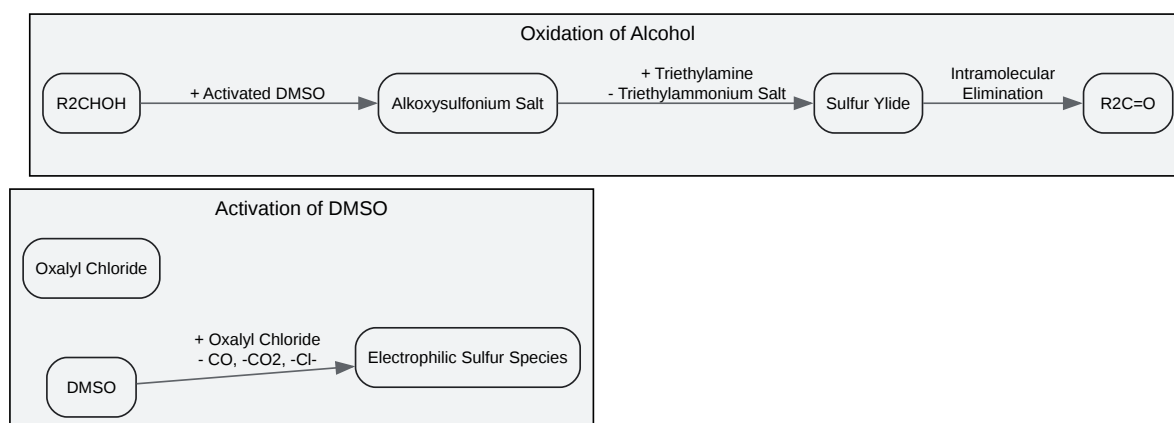 Oxidation of Alcohol
R2CHOH
+ Activated DMSO
Alkoxysulfonium Salt
+ Triethylamine
- Triethylammonium Salt
Sulfur Ylide
Intramolecular
Elimination
R2C=O
Activation of DMSO
Oxalyl Chloride
DMSO
+ Oxalyl Chloride
- CO, -CO2, -Cl-
Electrophilic Sulfur Species